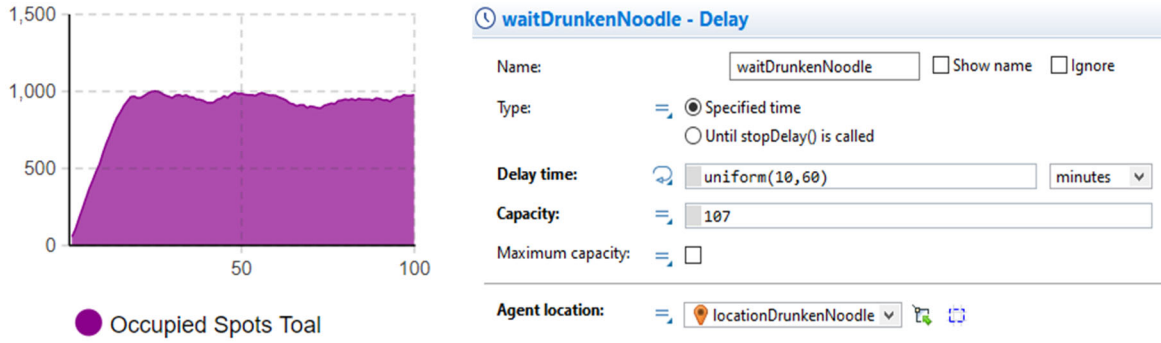 1,500
1,000
500
0
50
100
Occupied Spots Toal
waitDrunkenNoodle - Delay
Name:
waitDrunkenNoodle
Show name
Ignore
Type:
Specified time
Until stopDelay() is called
Delay time:
uniform(10,60)
minutes
Capacity:
107
Maximum capacity:
Agent location:
locationDrunkenNoodle